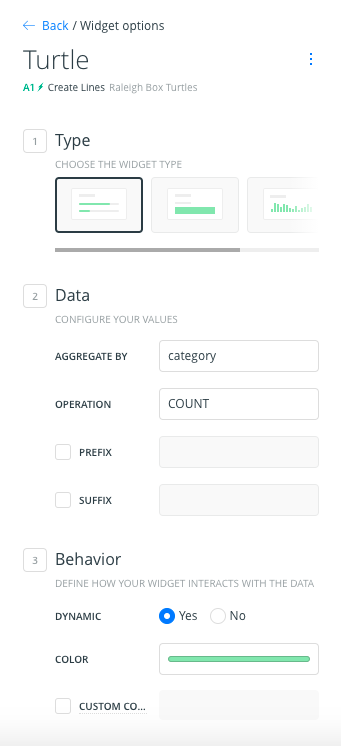 ← Back / Widget options
Turtle
A1 Create Lines Raleigh Box Turtles
1 Type
CHOOSE THE WIDGET TYPE
2 Data
CONFIGURE YOUR VALUES
AGGREGATE BY category
OPERATION COUNT
PREFIX
SUFFIX
3 Behavior
DEFINE HOW YOUR WIDGET INTERACTS WITH THE DATA
DYNAMIC Yes No
COLOR
CUSTOM CO...